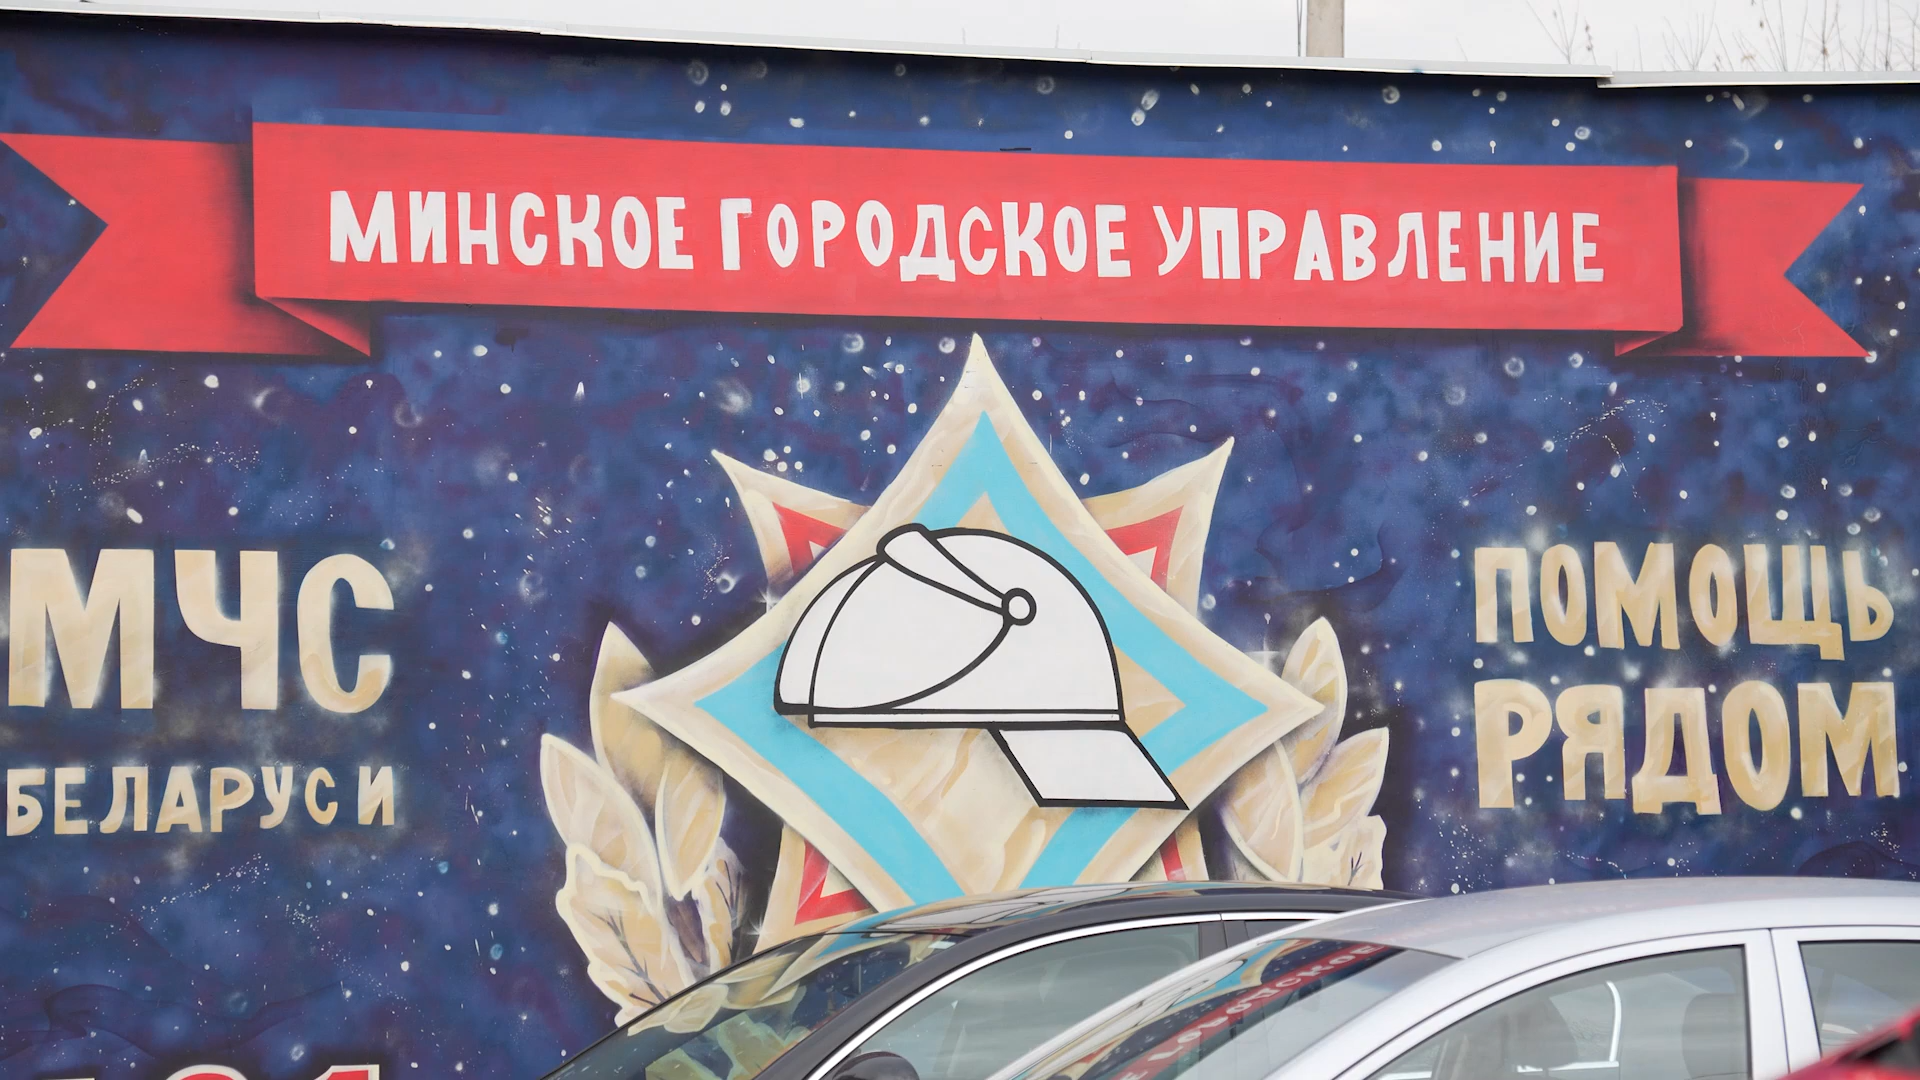 МИНСКОЕ ГОРОДСКОЕ УПРАВЛЕНИЕ
МЧС
БЕЛАРУСИ
ПОМОЩЬ
РЯДОМ